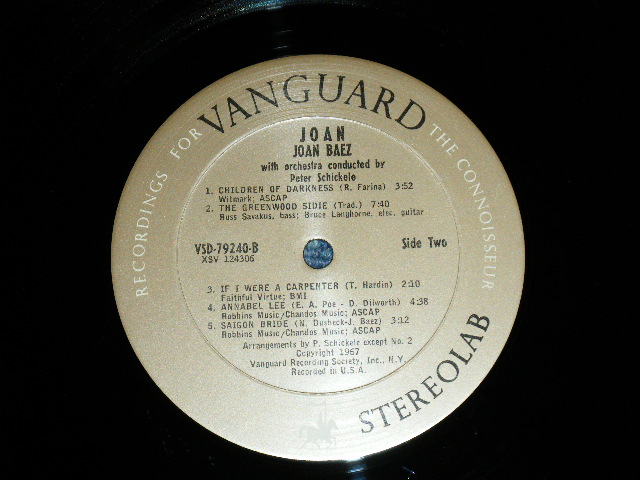 RECORDINGS FOR VANGUARD THE CONNOISSEUR
JOAN
JOAN BAEZ
with orchestra conducted by
Peter Schickele
1. CHILDREN OF DARKNESS (R. Farina) 3:52
Witmark; ASCAP
2. THE GREENWOOD SIDIE (Trad.) 7:40
Russ Savakus, bass; Bruce Langhorne, elec. guitar
VSD-79240-B Side Two
XSV 124306
3. IF I WERE A CARPENTER (T. Hardin) 2:10
Faithful Virtue; BMI
4. ANNABEL LEE (E. A. Poe - D. Dilworth) 4:38
Robbins Music/Chandos Music; ASCAP
5. SAIGON BRIDE (N. Dusheck-J. Baez) 3:12
Robbins Music/Chandos Music; ASCAP
Arrangements by P. Schickele except No. 2
Copyright 1967
Vanguard Recording Society, Inc., N.Y.
Recorded in U.S.A.
STEREOLAB